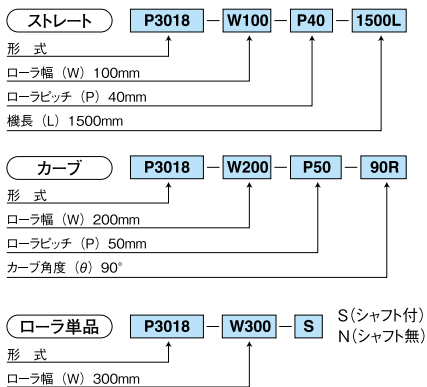 ストレート P3018 － W100 － P40 － 1500L
形　式
ローラ幅（W）100mm
ローラピッチ（P）40mm
機長（L）1500mm
カーブ P3018 － W200 － P50 － 90R
形　式
ローラ幅（W）200mm
ローラピッチ（P）50mm
カーブ角度（θ）90°
ローラ単品 P3018 － W300 － S
S（シャフト付）
N（シャフト無）
形　式
ローラ幅（W）300mm